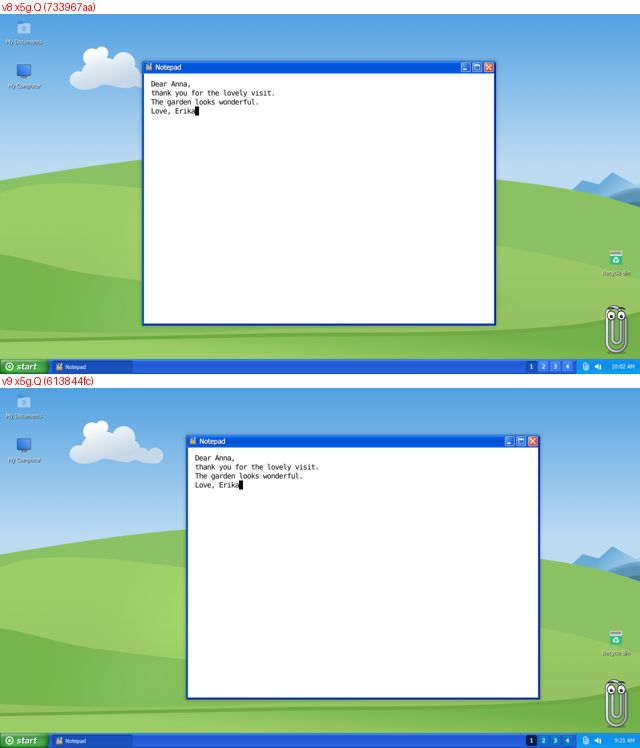 v8 x5g.Q (733967aa)
My Documents
My Computer
Notepad
Dear Anna,
thank you for the lovely visit.
The garden looks wonderful.
Love, Erika
Recycle Bin
start
Notepad
1 2 3 4
10:02 AM
v9 x5g.Q (613844fc)
My Documents
My Computer
Notepad
Dear Anna,
thank you for the lovely visit.
The garden looks wonderful.
Love, Erika
Recycle Bin
start
Notepad
1 2 3 4
9:21 AM